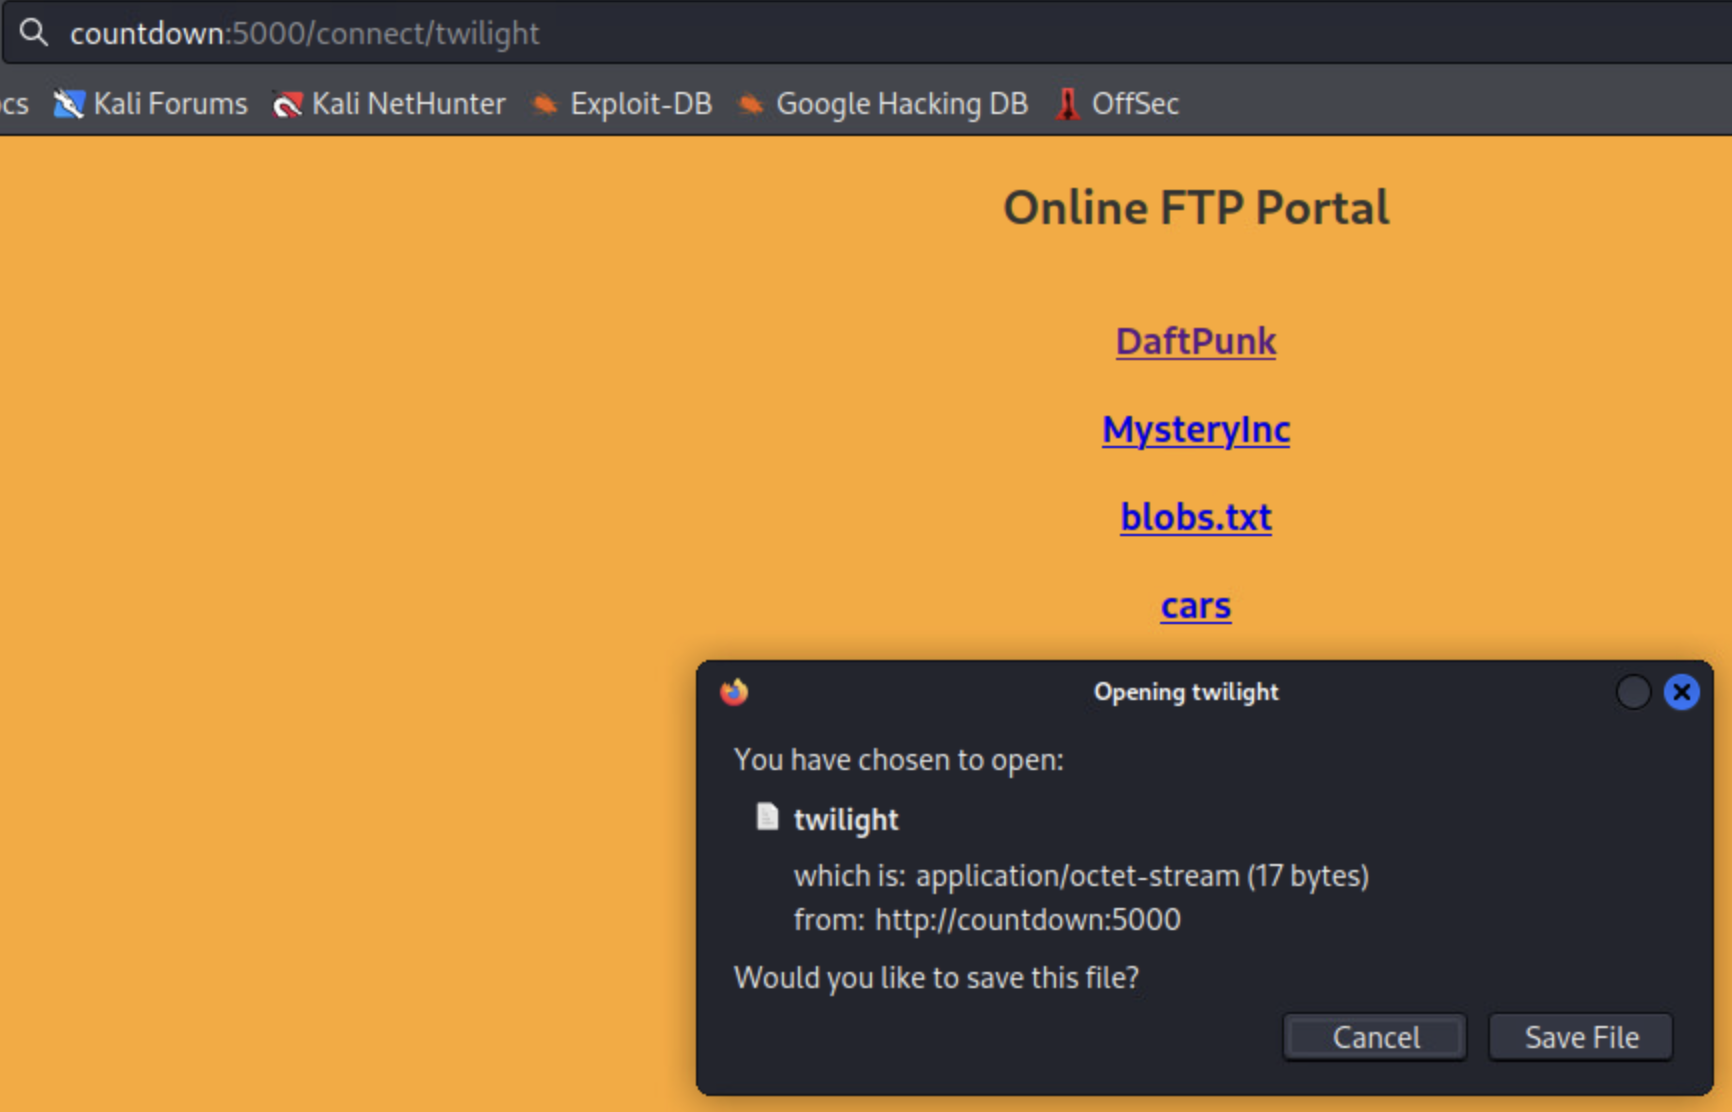 countdown:5000/connect/twilight
ocs Kali Forums Kali NetHunter Exploit-DB Google Hacking DB OffSec
Online FTP Portal
DaftPunk
MysteryInc
blobs.txt
cars
Opening twilight
You have chosen to open:
twilight
which is: application/octet-stream (17 bytes)
from: http://countdown:5000
Would you like to save this file?
Cancel Save File